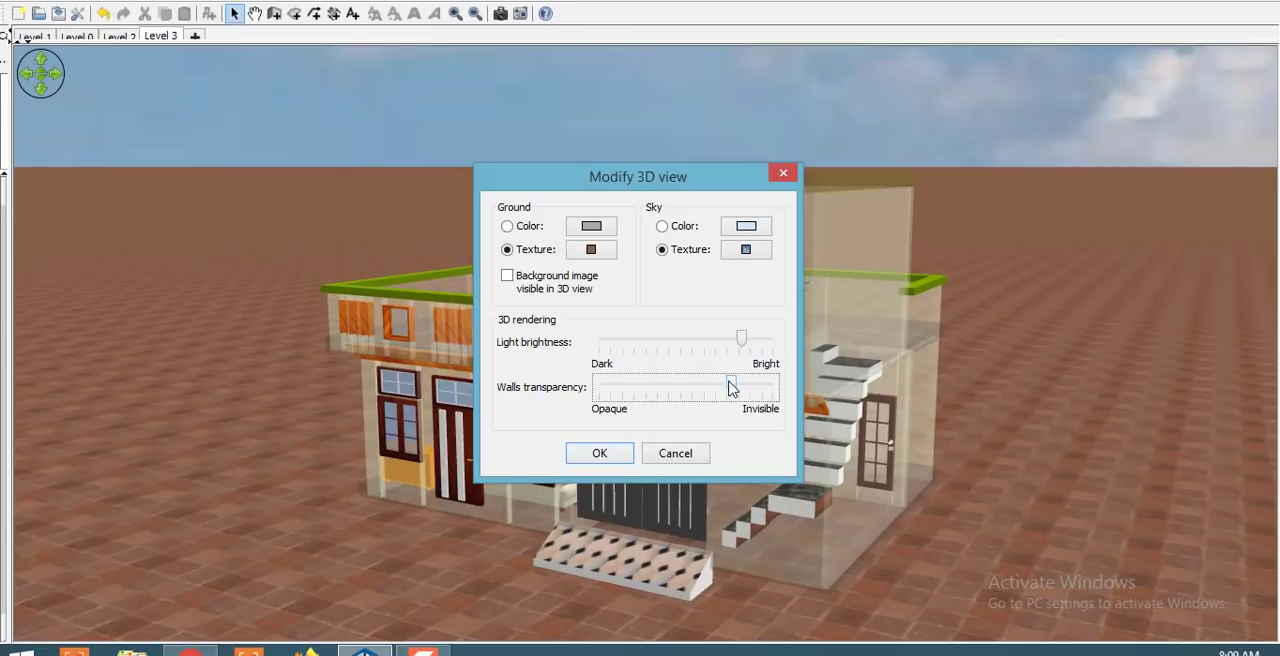 Level 1 Level 0 Level 2 Level 3
Modify 3D view
Ground
Color:
Texture:
Background image
visible in 3D view
Sky
Color:
Texture:
3D rendering
Light brightness:
Dark Bright
Walls transparency:
Opaque Invisible
OK Cancel
Activate Windows
Go to PC settings to activate Windows.
8:09 AM